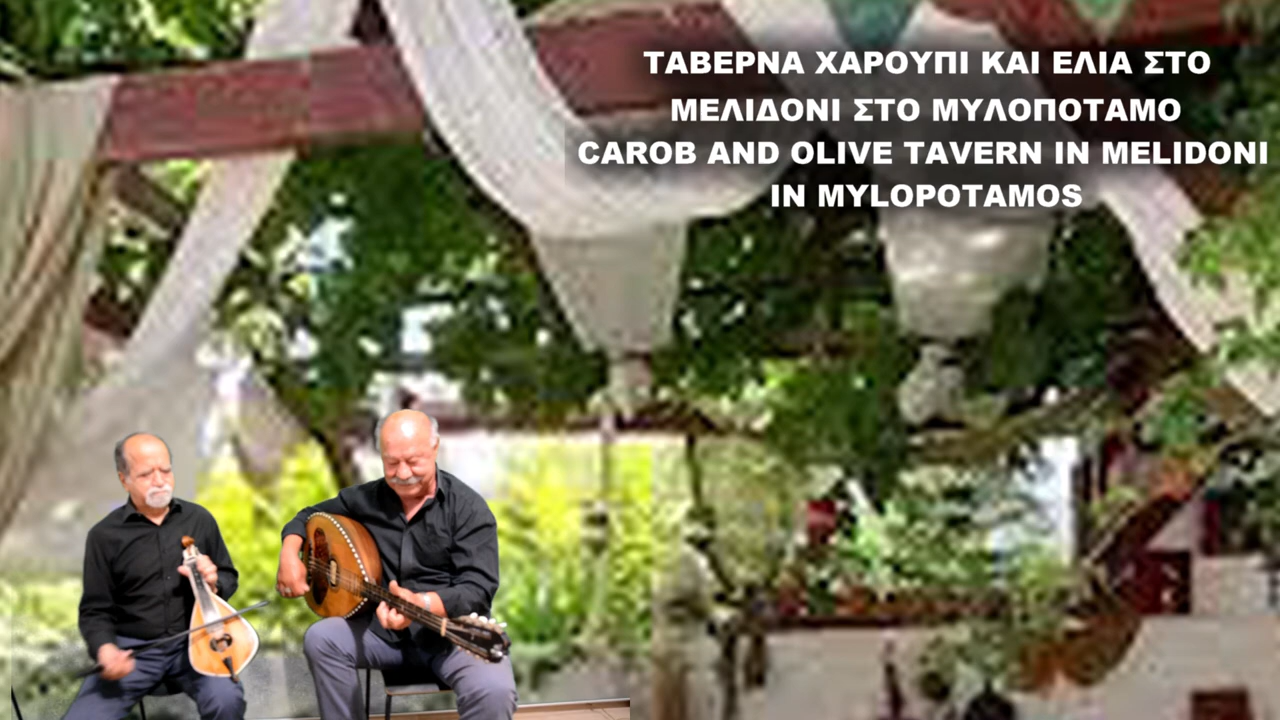 ΤΑΒΕΡΝΑ ΧΑΡΟΥΠΙ ΚΑΙ ΕΛΙΑ ΣΤΟ
ΜΕΛΙΔΟΝΙ ΣΤΟ ΜΥΛΟΠΟΤΑΜΟ
CAROB AND OLIVE TAVERN IN MELIDONI
IN MYLOPOTAMOS